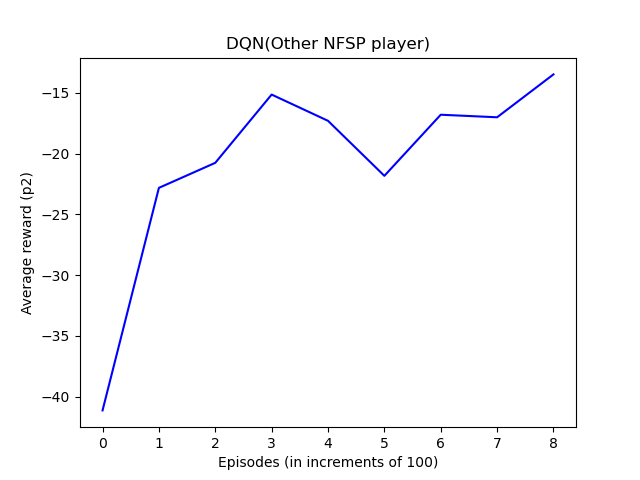 DQN(Other NFSP player)
Average reward (p2)
−15
−20
−25
−30
−35
−40
0 1 2 3 4 5 6 7 8
Episodes (in increments of 100)